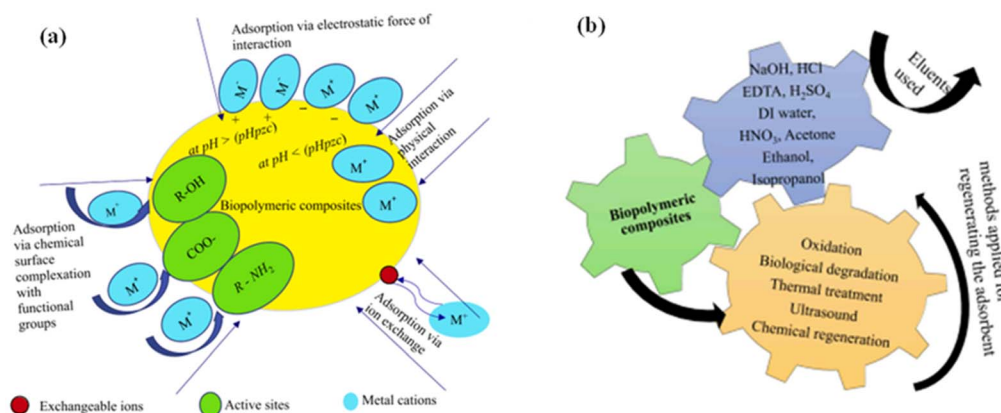 (a)
Adsorption via electrostatic force of
interaction
M⁻
M⁻
M⁺
M⁺
+
+
−
−
at pH > (pHpzc)
at pH < (pHpzc)
Adsorption via
physical
interaction
M⁺
M⁺
Biopolymeric composites
R-OH
COO-
R - NH₂
M⁺
M⁺
M⁺
Adsorption
via chemical
surface
complexation
with
functional
groups
Adsorption via
ion exchange
M⁺
Exchangeable ions
Active sites
Metal cations
(b)
NaOH, HCl
EDTA, H₂SO₄
DI water,
HNO₃, Acetone
Ethanol,
Isopropanol
Eluents
used
Biopolymeric
composites
Oxidation
Biological degradation
Thermal treatment
Ultrasound
Chemical regeneration
methods applied for
regenerating the adsorbent